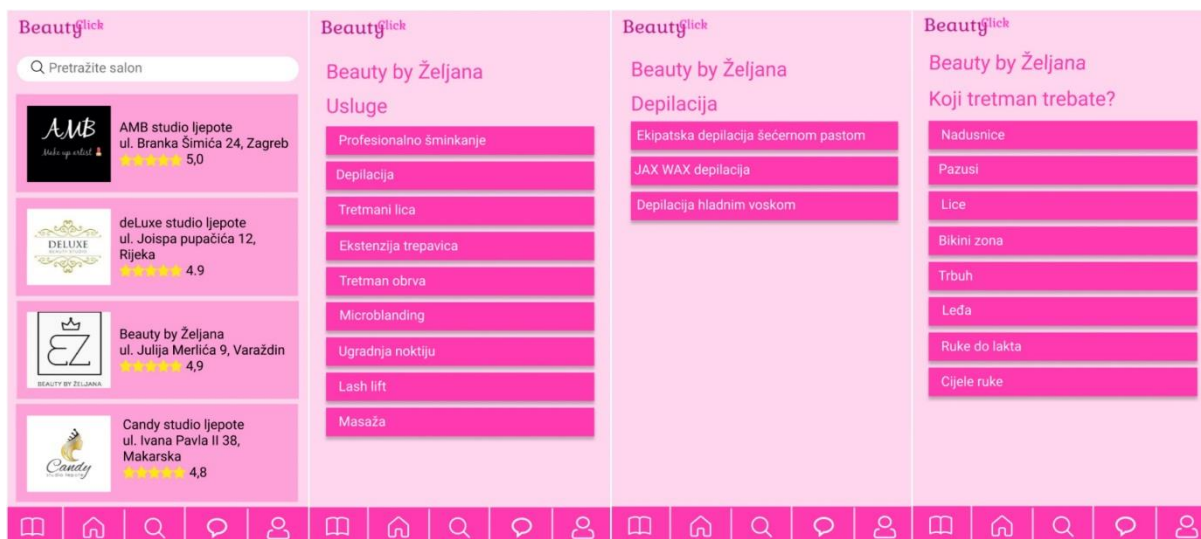 BeautyClick
Pretražite salon
AMB
Make up artist
AMB studio ljepote
ul. Branka Šimića 24, Zagreb
5,0
DELUXE
BEAUTY STUDIO
deLuxe studio ljepote
ul. Joispa pupačića 12,
Rijeka
4.9
BEAUTY BY ŽELJANA
Beauty by Željana
ul. Julija Merlića 9, Varaždin
4,9
Candy
Candy studio ljepote
ul. Ivana Pavla II 38,
Makarska
4,8
BeautyClick
Beauty by Željana
Usluge
Profesionalno šminkanje
Depilacija
Tretmani lica
Ekstenzija trepavica
Tretman obrva
Microblanding
Ugradnja noktiju
Lash lift
Masaža
BeautyClick
Beauty by Željana
Depilacija
Ekipatska depilacija šećernom pastom
JAX WAX depilacija
Depilacija hladnim voskom
BeautyClick
Beauty by Željana
Koji tretman trebate?
Nadusnice
Pazusi
Lice
Bikini zona
Trbuh
Leđa
Ruke do lakta
Cijele ruke